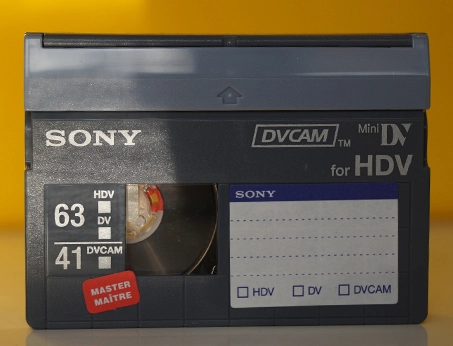 SONY
DVCAM TM
Mini DV
for HDV
HDV
63 DV
41 DVCAM
MASTER
MAÎTRE
SONY
HDV DV DVCAM